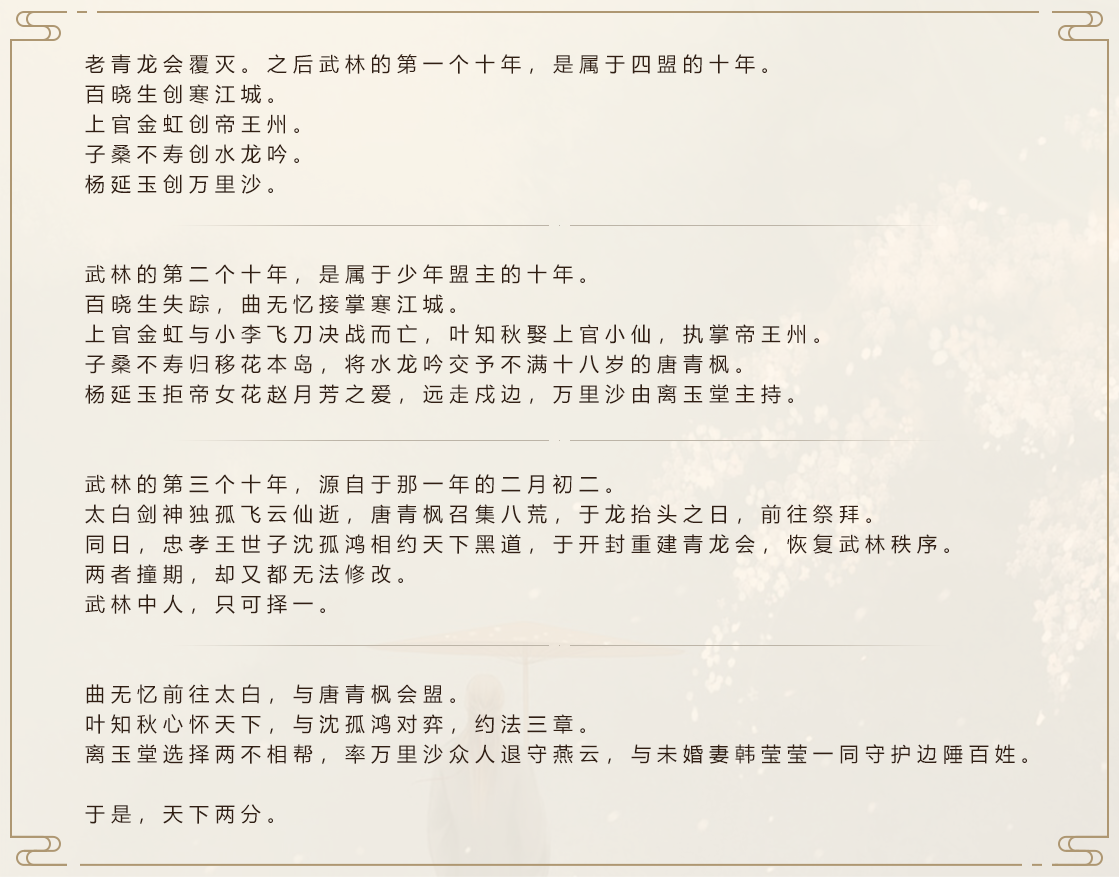 老青龙会覆灭。之后武林的第一个十年，是属于四盟的十年。
百晓生创寒江城。
上官金虹创帝王州。
子桑不寿创水龙吟。
杨延玉创万里沙。
武林的第二个十年，是属于少年盟主的十年。
百晓生失踪，曲无忆接掌寒江城。
上官金虹与小李飞刀决战而亡，叶知秋娶上官小仙，执掌帝王州。
子桑不寿归移花本岛，将水龙吟交予不满十八岁的唐青枫。
杨延玉拒帝女花赵月芳之爱，远走戍边，万里沙由离玉堂主持。
武林的第三个十年，源自于那一年的二月初二。
太白剑神独孤飞云仙逝，唐青枫召集八荒，于龙抬头之日，前往祭拜。
同日，忠孝王世子沈孤鸿相约天下黑道，于开封重建青龙会，恢复武林秩序。
两者撞期，却又都无法修改。
武林中人，只可择一。
曲无忆前往太白，与唐青枫会盟。
叶知秋心怀天下，与沈孤鸿对弈，约法三章。
离玉堂选择两不相帮，率万里沙众人退守燕云，与未婚妻韩莹莹一同守护边陲百姓。
于是，天下两分。